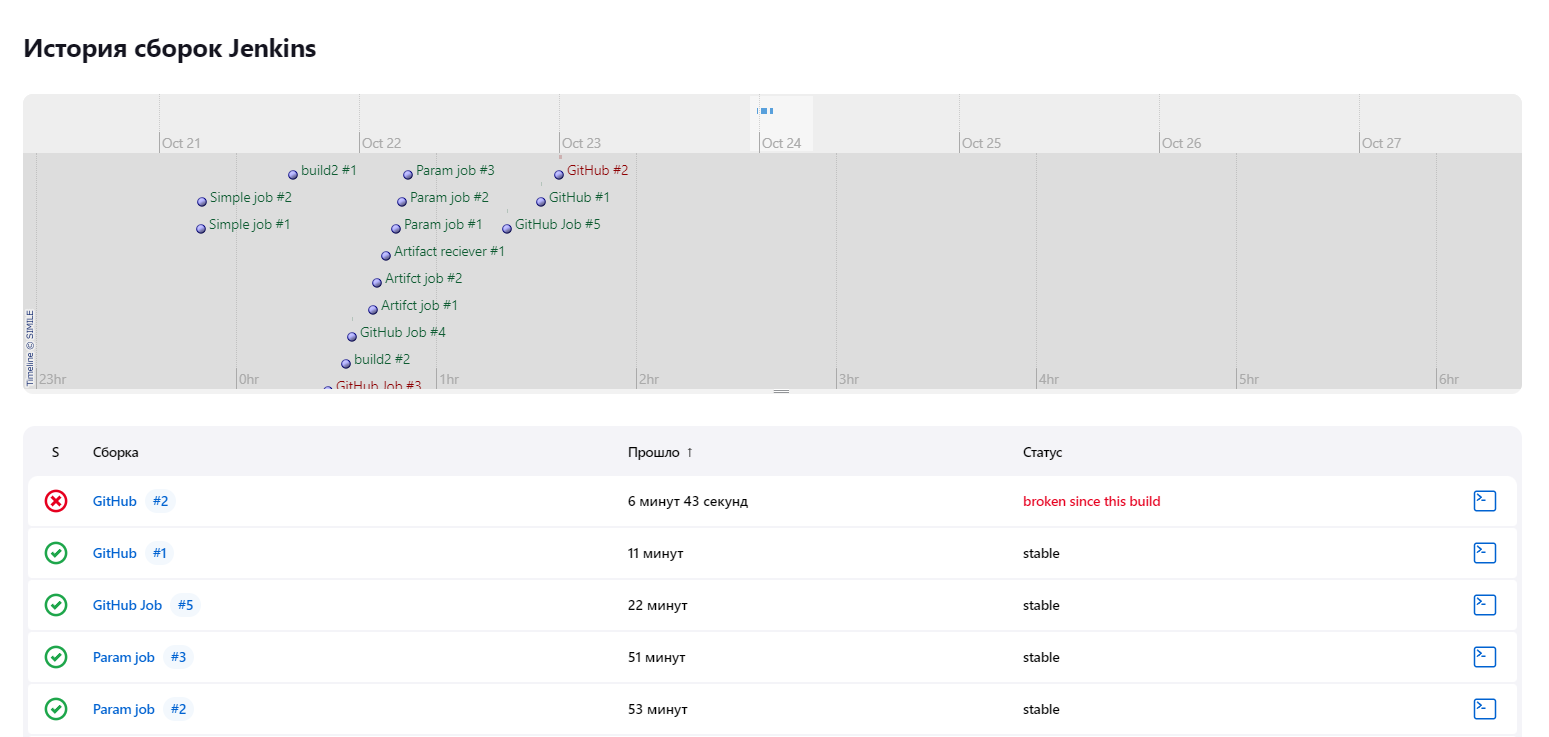 История сборок Jenkins
Oct 21 Oct 22 Oct 23 Oct 24 Oct 25 Oct 26 Oct 27
build2 #1 Param job #3 GitHub #2
Simple job #2 Param job #2 GitHub #1
Simple job #1 Param job #1 GitHub Job #5
Artifact reciever #1
Artifct job #2
Artifct job #1
GitHub Job #4
build2 #2
GitHub Job #3
Timeline © SIMILE
23hr 0hr 1hr 2hr 3hr 4hr 5hr 6hr
S Сборка Прошло ↑ Статус
GitHub #2 6 минут 43 секунд broken since this build
GitHub #1 11 минут stable
GitHub Job #5 22 минут stable
Param job #3 51 минут stable
Param job #2 53 минут stable